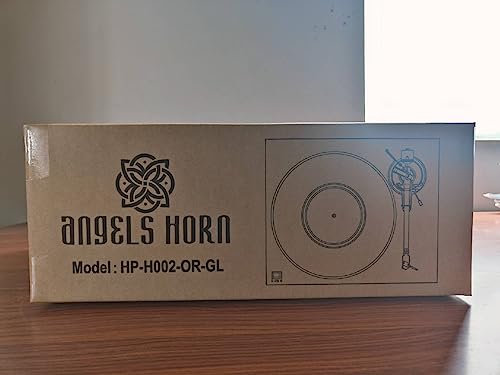 ANGELS HORN
Model : HP-H002-OR-GL